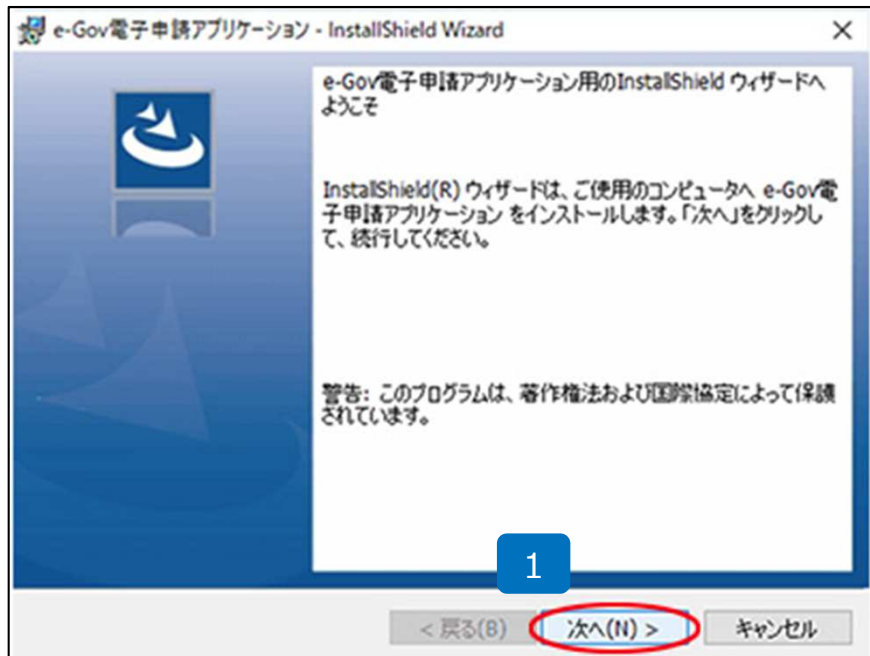 e-Gov電子申請アプリケーション - InstallShield Wizard
e-Gov電子申請アプリケーション用のInstallShield ウィザードへ
ようこそ
InstallShield(R) ウィザードは、ご使用のコンピュータへ e-Gov電
子申請アプリケーション をインストールします。「次へ」をクリックし
て、続行してください。
警告: このプログラムは、著作権法および国際協定によって保護
されています。
1
< 戻る(B)
次へ(N) >
キャンセル